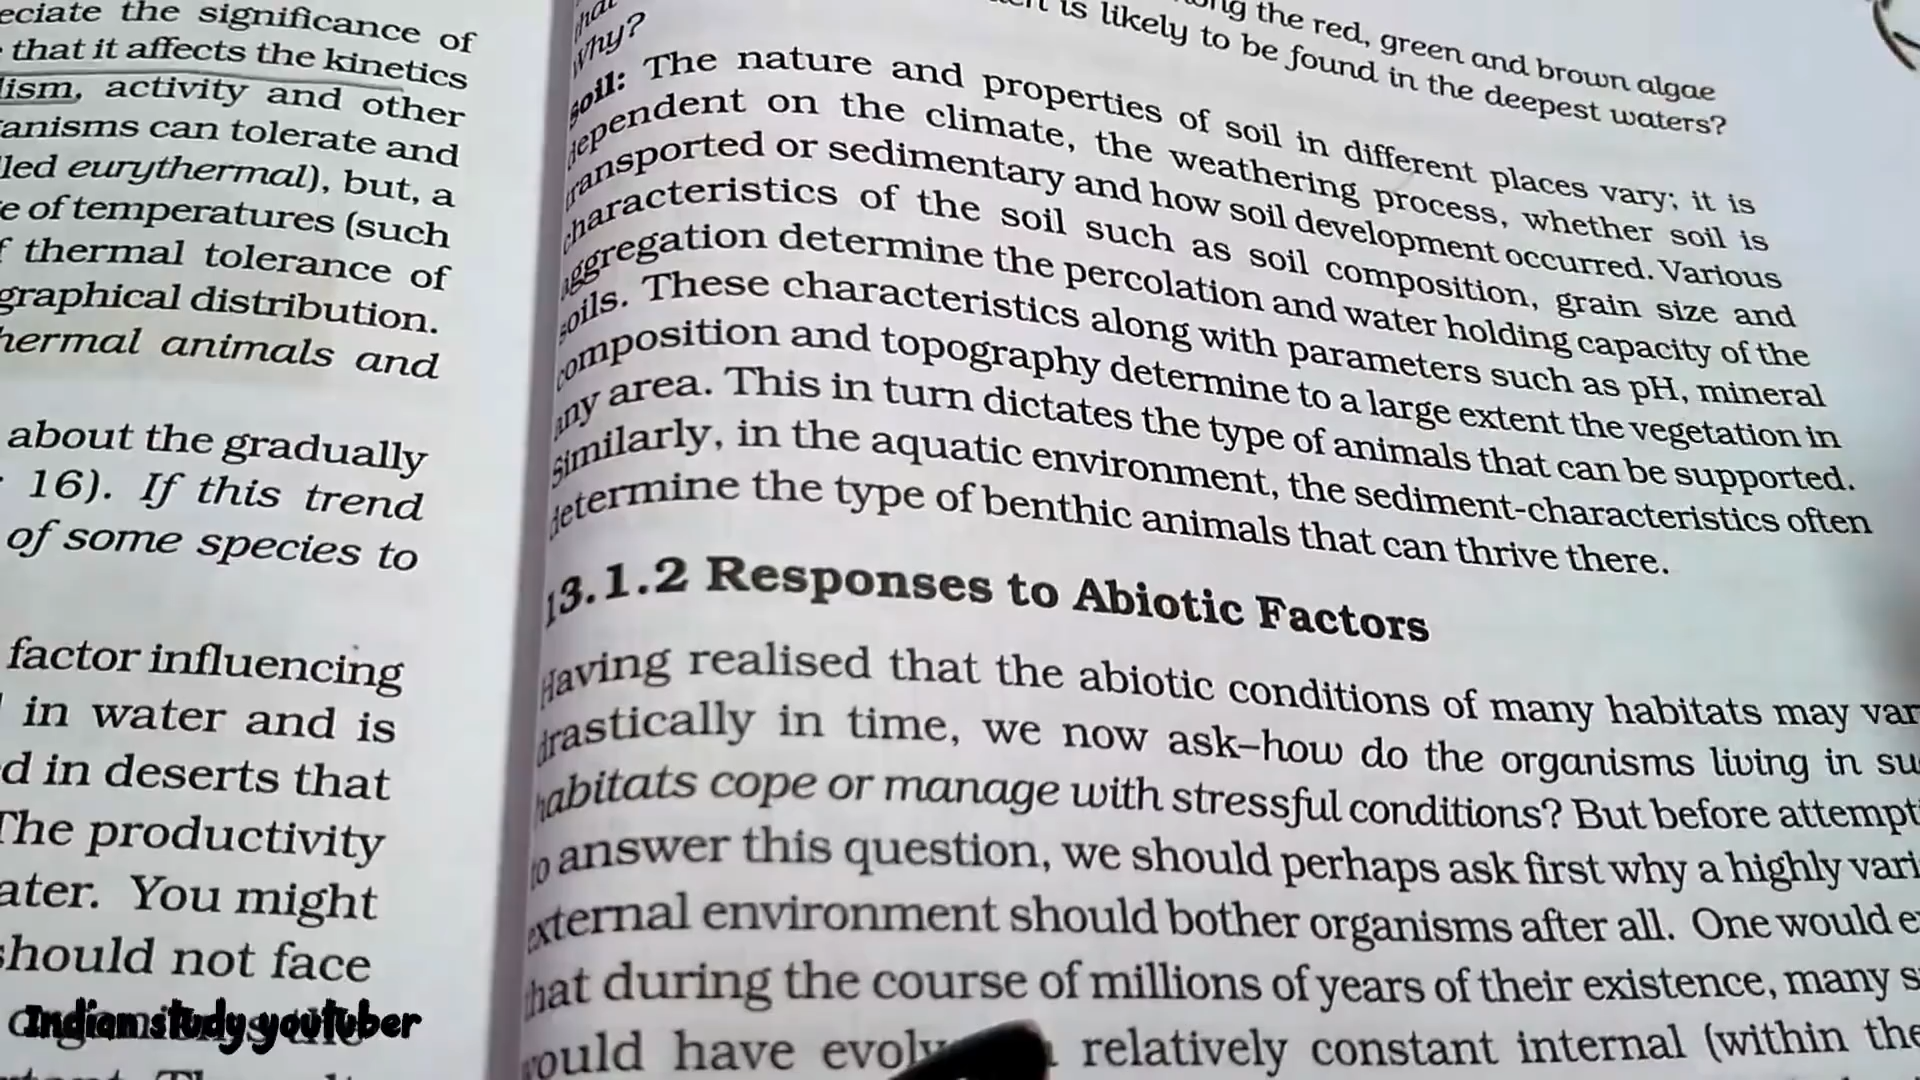 eciate the significance of
that it affects the kinetics
lism, activity and other
anisms can tolerate and
led eurythermal), but, a
e of temperatures (such
f thermal tolerance of
graphical distribution.
hermal animals and
about the gradually
16). If this trend
of some species to
factor influencing
in water and is
d in deserts that
The productivity
ater. You might
should not face
Indian study youtuber
ng the red, green and brown algae
is likely to be found in the deepest waters?
Why?
soil: The nature and properties of soil in different places vary; it is
dependent on the climate, the weathering process, whether soil is
transported or sedimentary and how soil development occurred. Various
characteristics of the soil such as soil composition, grain size and
aggregation determine the percolation and water holding capacity of the
soils. These characteristics along with parameters such as pH, mineral
composition and topography determine to a large extent the vegetation in
any area. This in turn dictates the type of animals that can be supported.
Similarly, in the aquatic environment, the sediment-characteristics often
determine the type of benthic animals that can thrive there.
13.1.2 Responses to Abiotic Factors
Having realised that the abiotic conditions of many habitats may var
drastically in time, we now ask–how do the organisms living in su
habitats cope or manage with stressful conditions? But before attempt
to answer this question, we should perhaps ask first why a highly vari
external environment should bother organisms after all. One would e
that during the course of millions of years of their existence, many s
would have relatively constant internal (within the